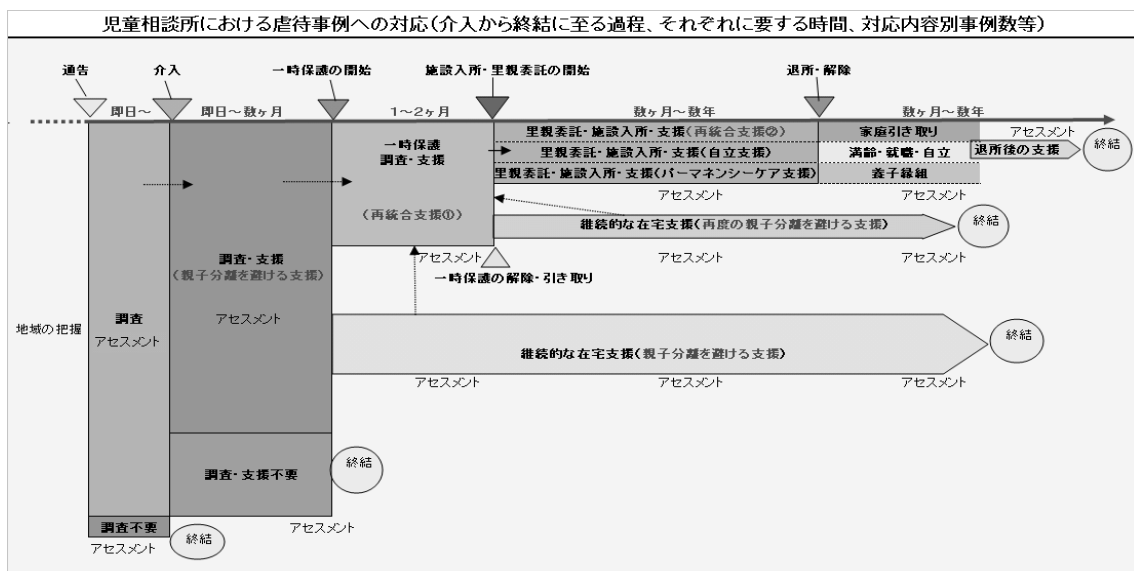 児童相談所における虐待事例への対応(介入から終結に至る過程、それぞれに要する時間、対応内容別事例数等)
通告
介入
一時保護の開始
施設入所・里親委託の開始
退所・解除
即日～
即日～数ヶ月
1～2ヶ月
数ヶ月～数年
数ヶ月～数年
一時保護
調査・支援
(再統合支援①)
里親委託・施設入所・支援(再統合支援②)
里親委託・施設入所・支援(自立支援)
里親委託・施設入所・支援(パーマネンシーケア支援)
家庭引き取り
満齢・就職・自立
養子縁組
アセスメント
退所後の支援
終結
アセスメント
アセスメント
継続的な在宅支援(再度の親子分離を避ける支援)
終結
アセスメント
アセスメント
アセスメント
一時保護の解除・引き取り
調査・支援
(親子分離を避ける支援)
アセスメント
地域の把握
調査
アセスメント
継続的な在宅支援(親子分離を避ける支援)
終結
アセスメント
アセスメント
アセスメント
調査・支援不要
終結
アセスメント
調査不要
アセスメント
終結